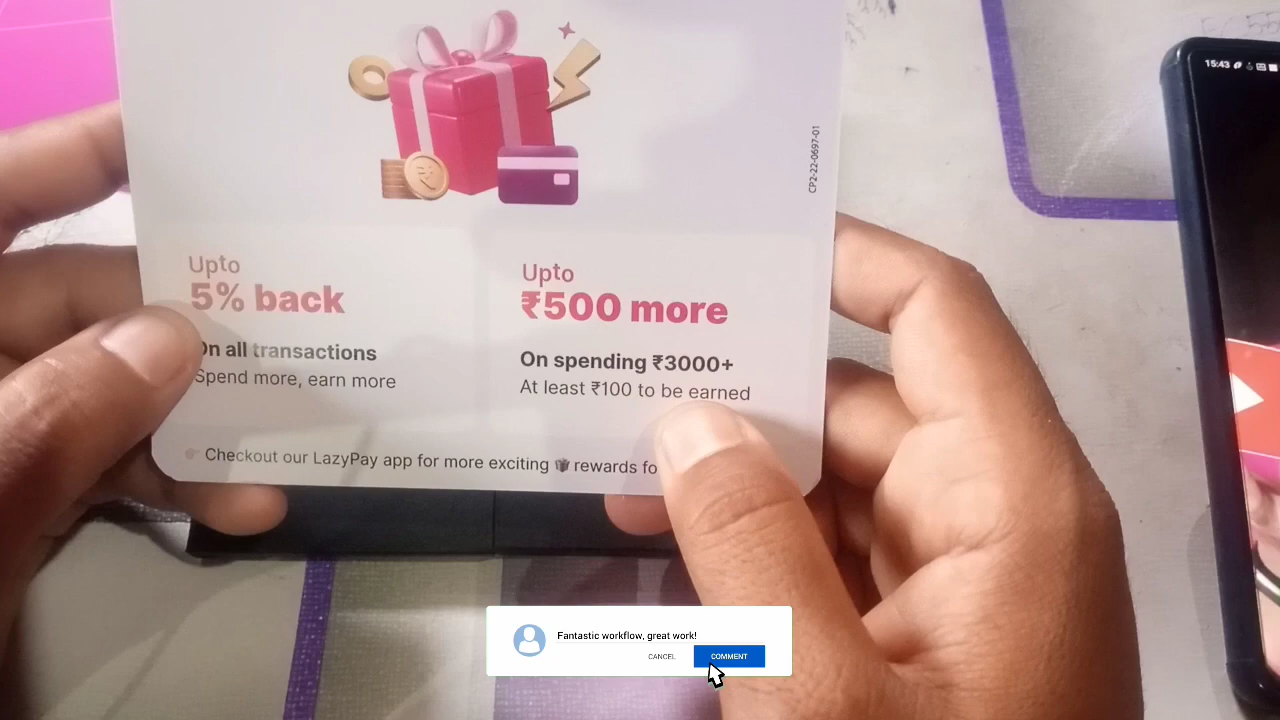 15:43
CP2-22-0697-01
Upto
5% back
On all transactions
Spend more, earn more
Upto
₹500 more
On spending ₹3000+
At least ₹100 to be earned
Checkout our LazyPay app for more exciting rewards
Fantastic workflow, great work!
CANCEL
COMMENT